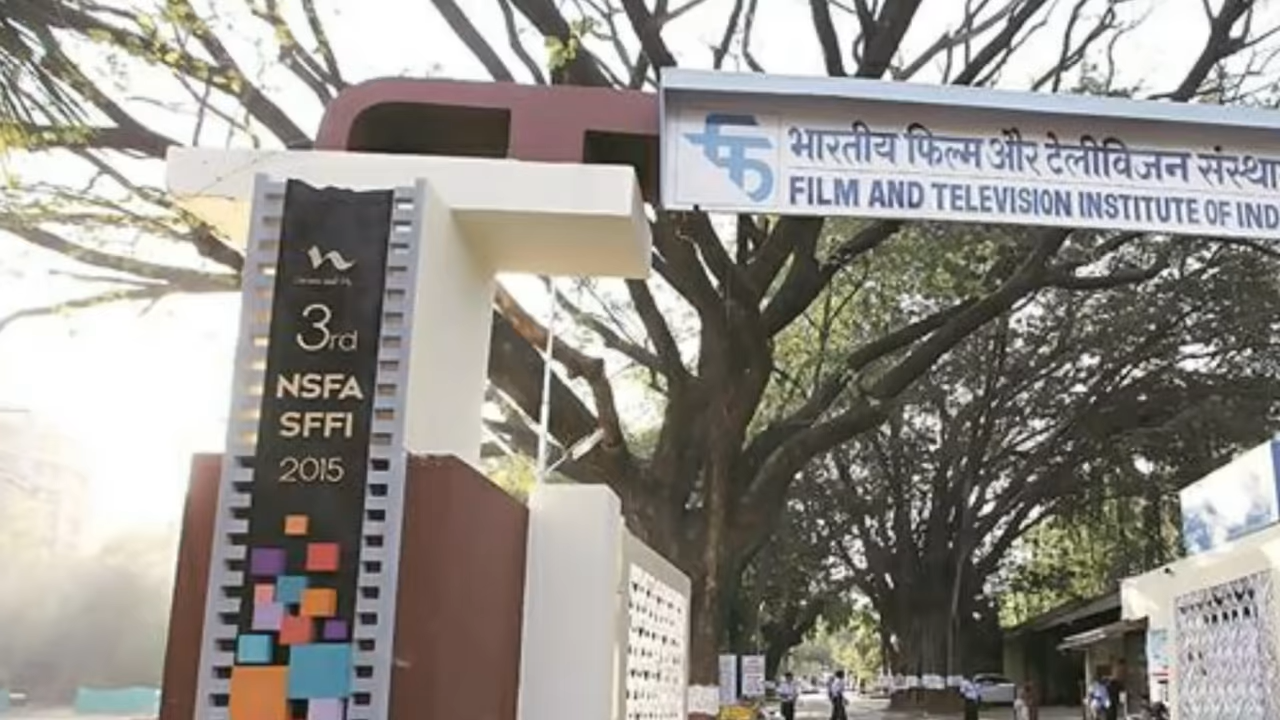 3rd
NSFA
SFFI
2015
भारतीय फिल्म और टेलीविजन संस्था
FILM AND TELEVISION INSTITUTE OF IND